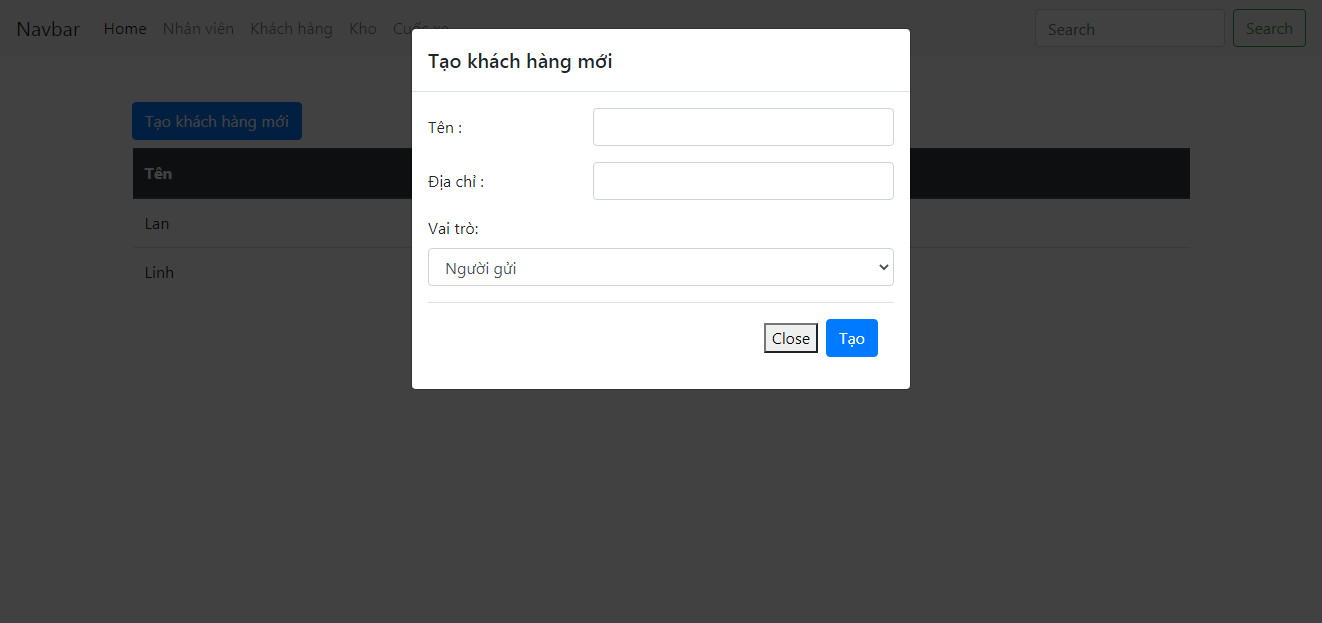 Navbar Home Nhân viên Khách hàng Kho Cuốc xe Search Search
Tạo khách hàng mới
Tạo khách hàng mới
Tên :
Tên
Địa chỉ :
Lan
Vai trò:
Người gửi
Linh
Close Tạo